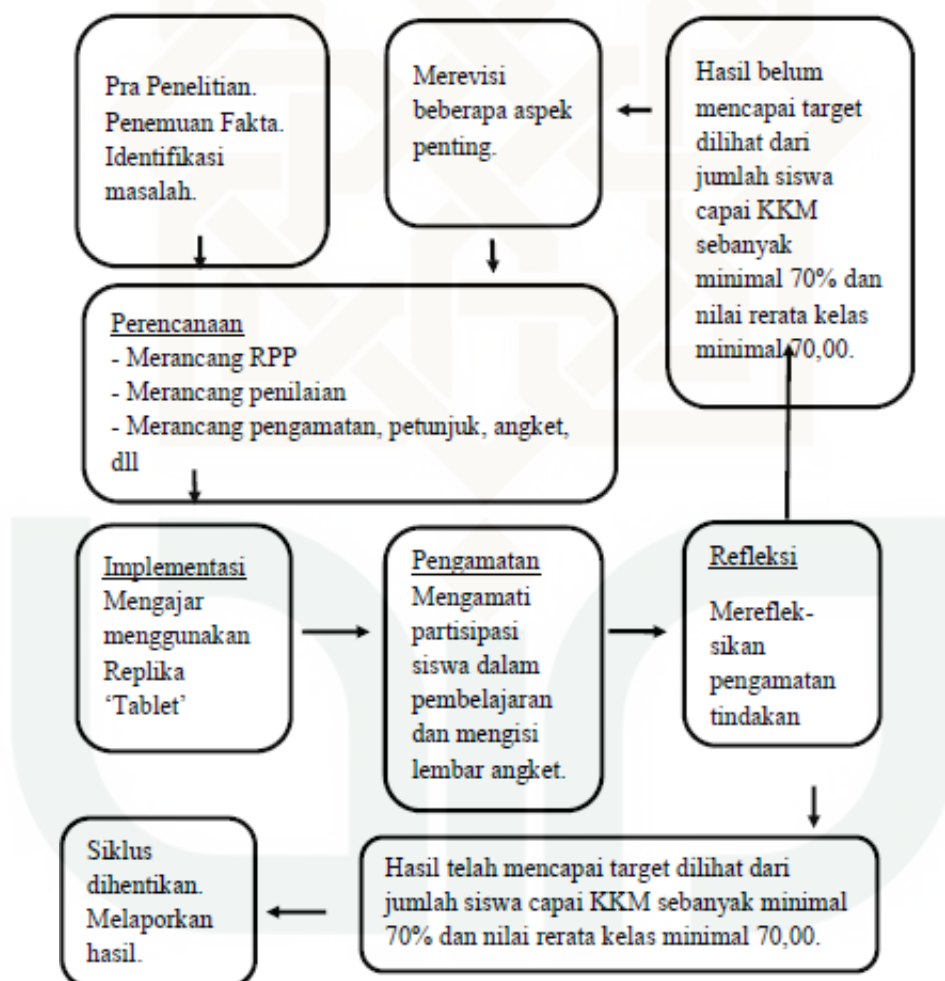 Pra Penelitian.
Penemuan Fakta.
Identifikasi
masalah.
Merevisi
beberapa aspek
penting.
Hasil belum
mencapai target
dilihat dari
jumlah siswa
capai KKM
sebanyak
minimal 70% dan
nilai rerata kelas
minimal 70,00.
Perencanaan
- Merancang RPP
- Merancang penilaian
- Merancang pengamatan, petunjuk, angket,
dll
Implementasi
Mengajar
menggunakan
Replika
‘Tablet’
Pengamatan
Mengamati
partisipasi
siswa dalam
pembelajaran
dan mengisi
lembar angket.
Refleksi
Mereflek-
sikan
pengamatan
tindakan
Siklus
dihentikan.
Melaporkan
hasil.
Hasil telah mencapai target dilihat dari
jumlah siswa capai KKM sebanyak minimal
70% dan nilai rerata kelas minimal 70,00.